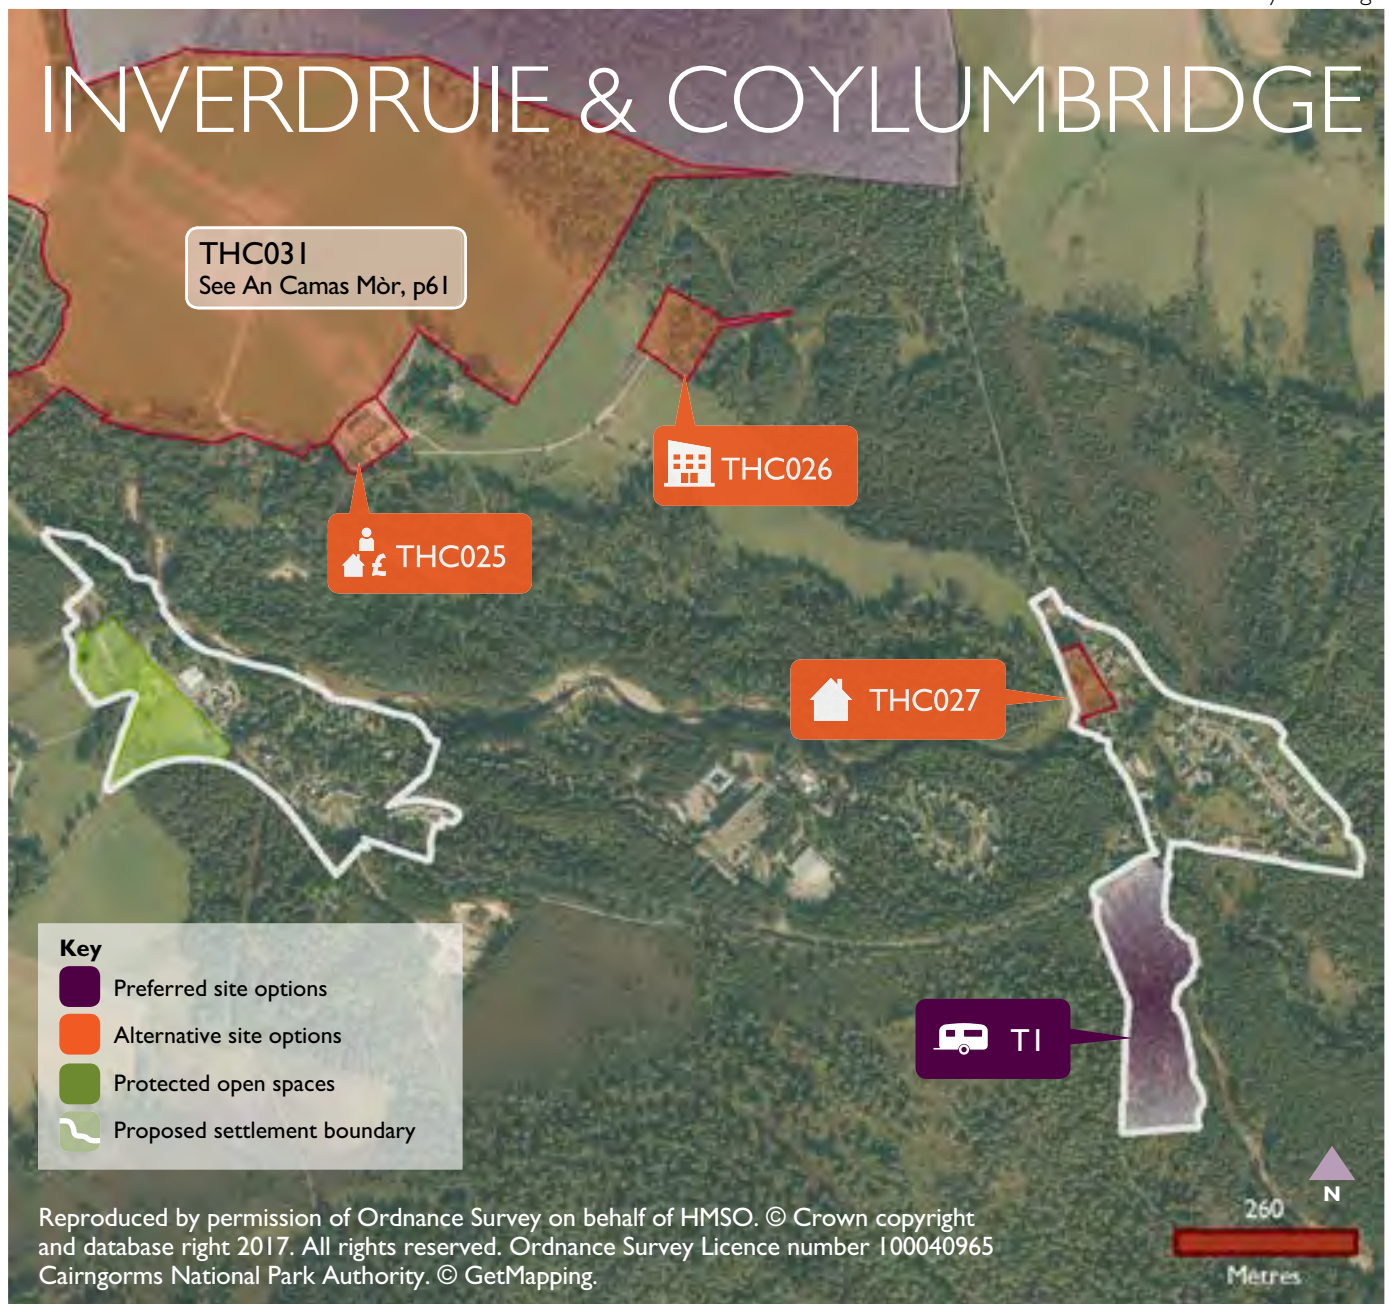 INVERDRUIE & COYLUMBRIDGE
THC031
See An Camas Mòr, p61
THC026
THC025
THC027
T1
Key
Preferred site options
Alternative site options
Protected open spaces
Proposed settlement boundary
N
260
Metres
Reproduced by permission of Ordnance Survey on behalf of HMSO. © Crown copyright
and database right 2017. All rights reserved. Ordnance Survey Licence number 100040965
Cairngorms National Park Authority. © GetMapping.